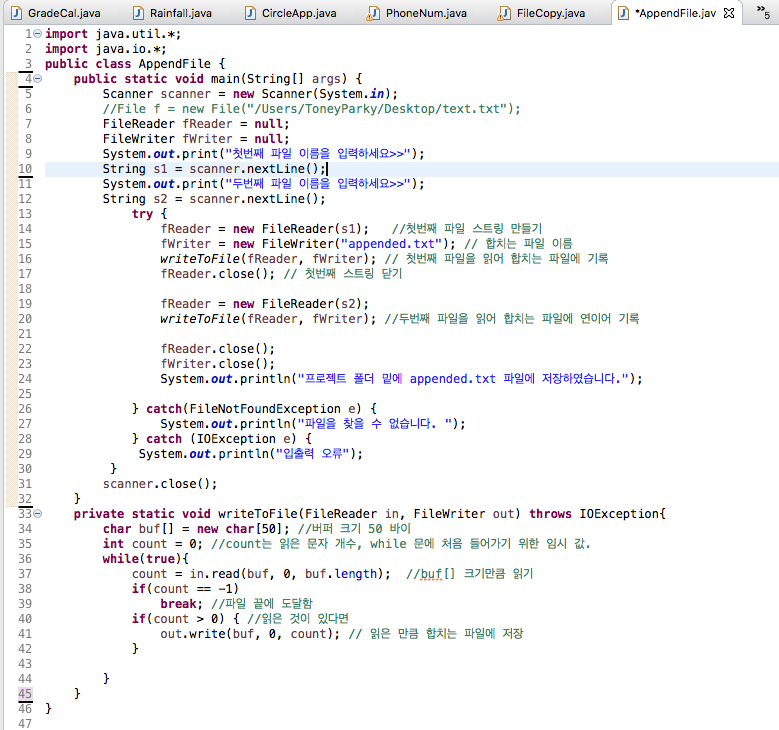 GradeCal.java Rainfall.java CircleApp.java PhoneNum.java FileCopy.java *AppendFile.jav 5
1 import java.util.*;
2 import java.io.*;
3 public class AppendFile {
4     public static void main(String[] args) {
5         Scanner scanner = new Scanner(System.in);
6         //File f = new File("/Users/ToneyParky/Desktop/text.txt");
7         FileReader fReader = null;
8         FileWriter fWriter = null;
9         System.out.print("첫번째 파일 이름을 입력하세요>>");
10         String s1 = scanner.nextLine();
11         System.out.print("두번째 파일 이름을 입력하세요>>");
12         String s2 = scanner.nextLine();
13             try {
14                 fReader = new FileReader(s1);   //첫번째 파일 스트링 만들기
15                 fWriter = new FileWriter("appended.txt"); // 합치는 파일 이름
16                 writeToFile(fReader, fWriter); // 첫번째 파일을 읽어 합치는 파일에 기록
17                 fReader.close(); // 첫번째 스트링 닫기
18
19                 fReader = new FileReader(s2);
20                 writeToFile(fReader, fWriter); //두번째 파일을 읽어 합치는 파일에 연이어 기록
21
22                 fReader.close();
23                 fWriter.close();
24                 System.out.println("프로젝트 폴더 밑에 appended.txt 파일에 저장하였습니다.");
25
26             } catch(FileNotFoundException e) {
27                 System.out.println("파일을 찾을 수 없습니다. ");
28             } catch (IOException e) {
29              System.out.println("입출력 오류");
30          }
31         scanner.close();
32     }
33     private static void writeToFile(FileReader in, FileWriter out) throws IOException{
34         char buf[] = new char[50]; //버퍼 크기 50 바이
35         int count = 0; //count는 읽은 문자 개수, while 문에 처음 들어가기 위한 임시 값.
36         while(true){
37             count = in.read(buf, 0, buf.length);  //buf[] 크기만큼 읽기
38             if(count == -1)
39                 break; //파일 끝에 도달함
40             if(count > 0) { //읽은 것이 있다면
41                 out.write(buf, 0, count); // 읽은 만큼 합치는 파일에 저장
42             }
43
44         }
45     }
46 }
47